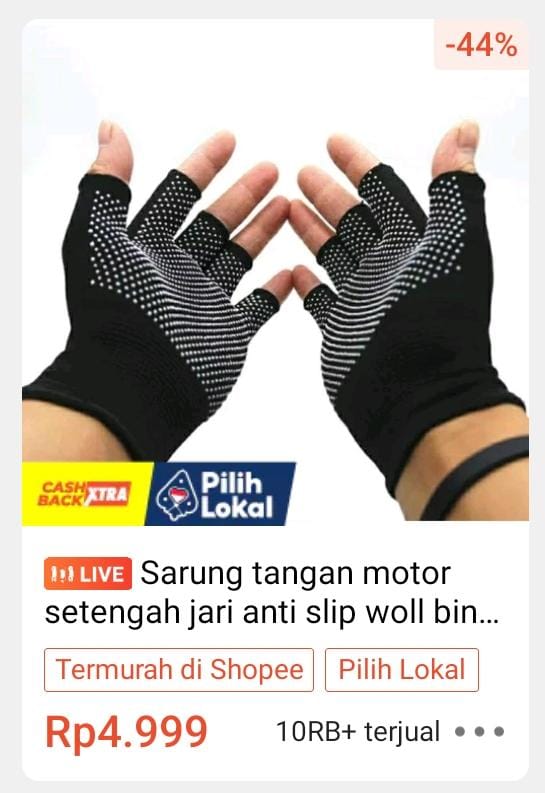 -44%
CASH
BACK XTRA
Pilih
Lokal
LIVE Sarung tangan motor
setengah jari anti slip woll bin...
Termurah di Shopee Pilih Lokal
Rp4.999 10RB+ terjual